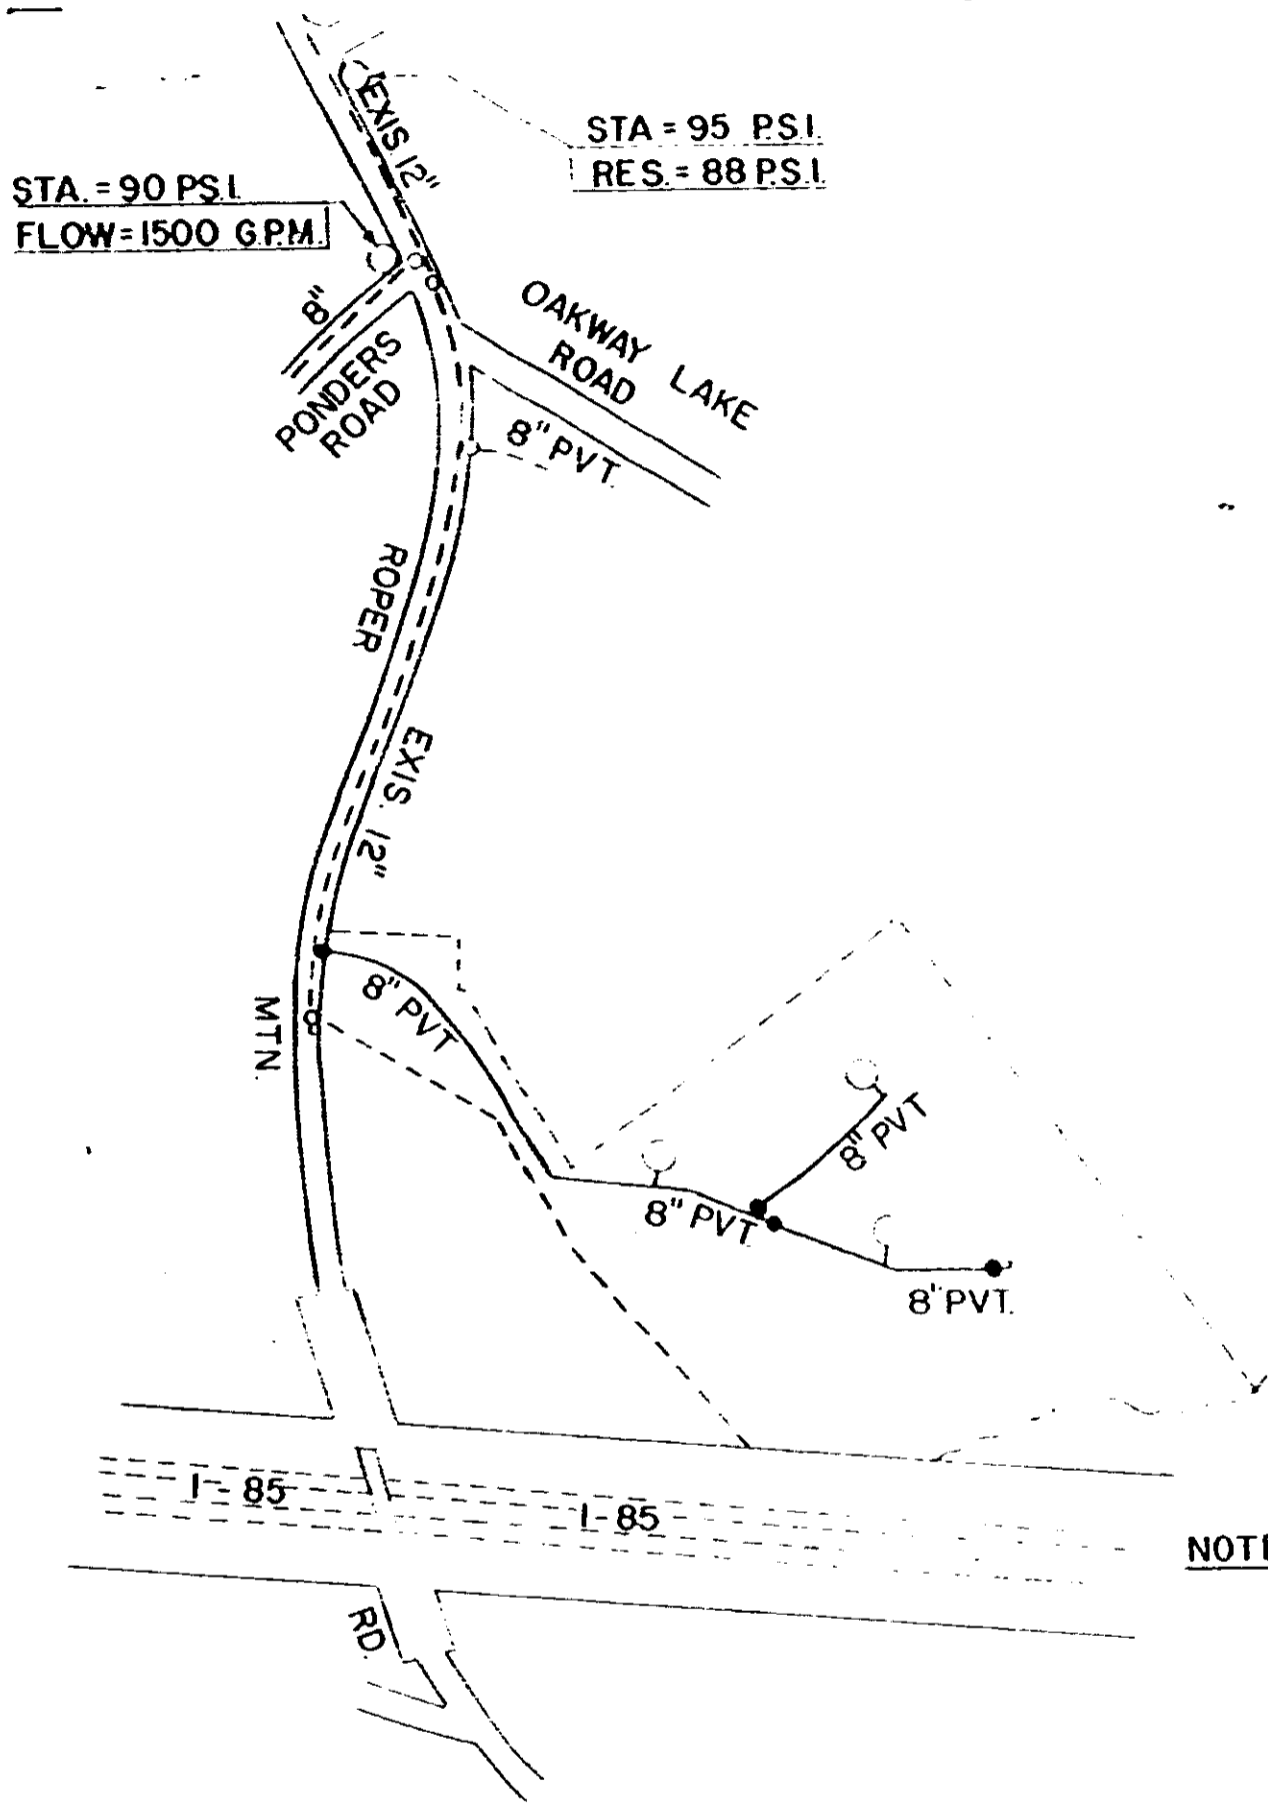 EXIS. 12"
STA = 95 P.S.I.
RES. = 88 P.S.I.
STA. = 90 P.S.I.
FLOW = 1500 G.P.M.
8"
PONDERS
ROAD
OAKWAY LAKE
ROAD
8" PVT.
ROPER
EXIS. 12"
MTN.
8" PVT
8" PVT
8" PVT
8" PVT.
I-85
I-85
RD.